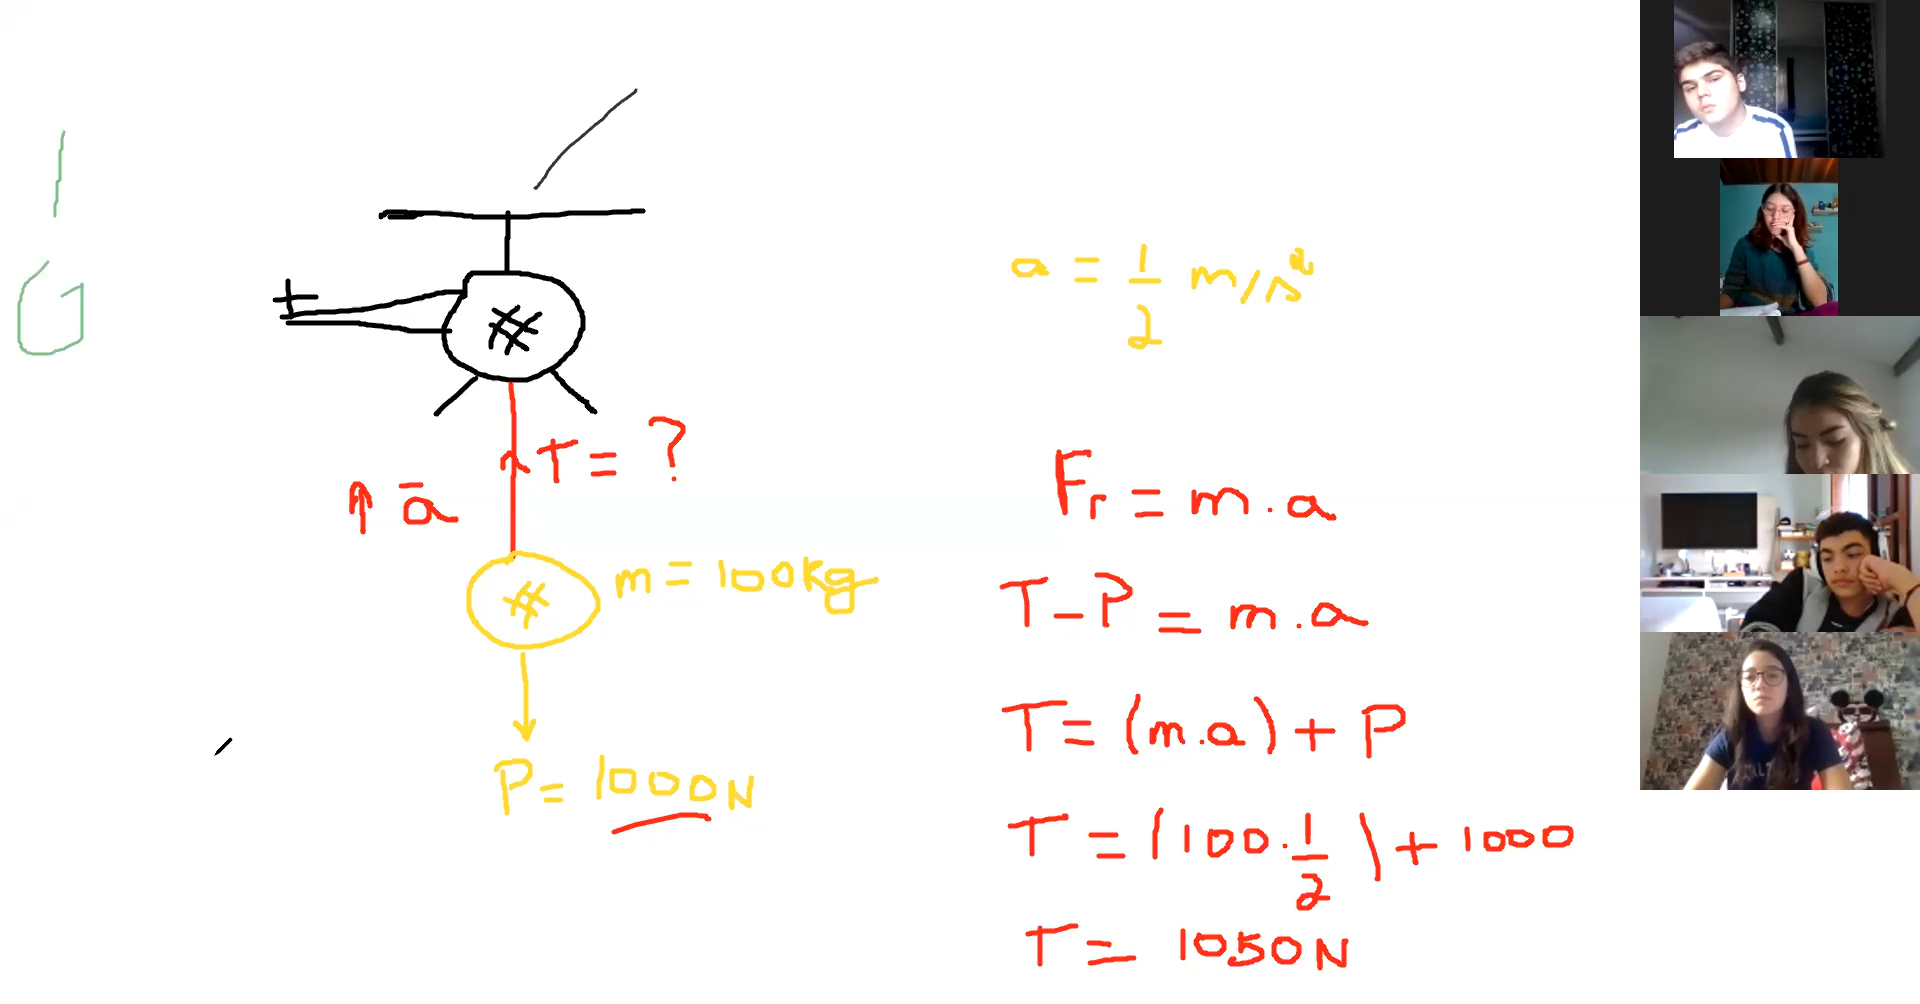 a = 1/2 m/s²
T = ?
↑ a̅
Fr = m.a
m = 100kg
T-P = m.a
T = (m.a) + P
P = 1000N
T = (100.1/2) + 1000
T = 1050N